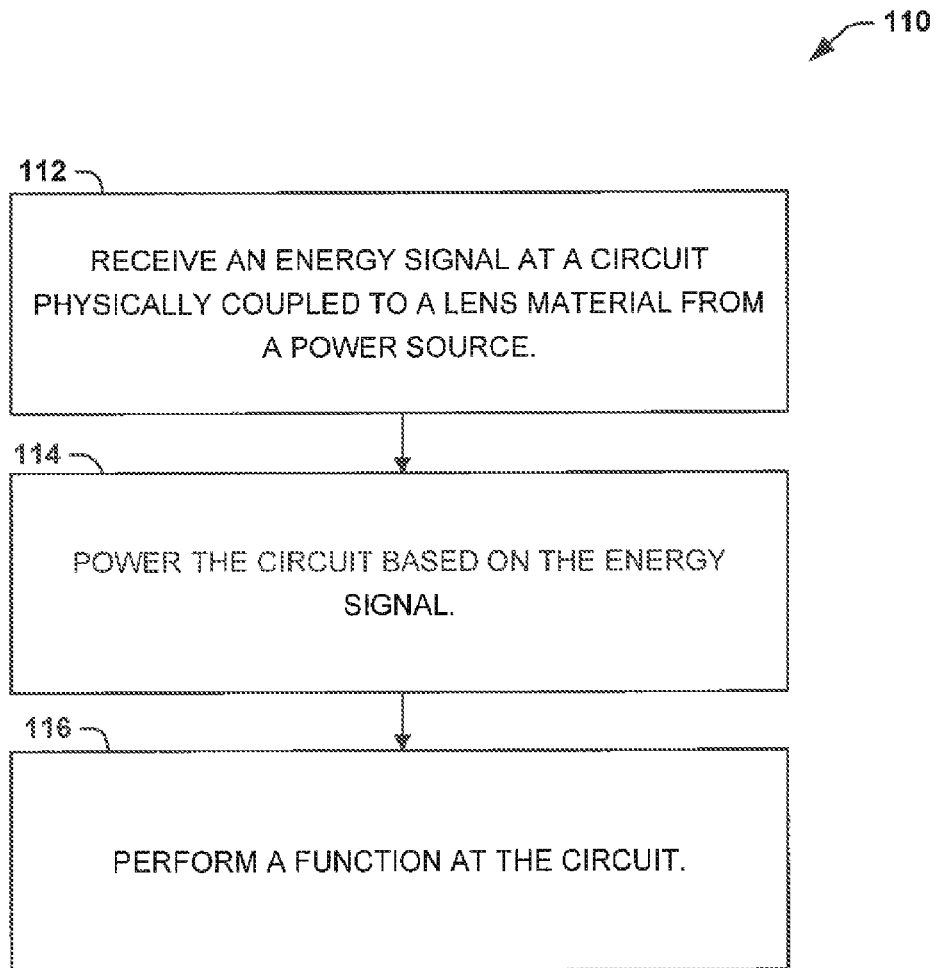 110
112
RECEIVE AN ENERGY SIGNAL AT A CIRCUIT
PHYSICALLY COUPLED TO A LENS MATERIAL FROM
A POWER SOURCE.
114
POWER THE CIRCUIT BASED ON THE ENERGY
SIGNAL.
116
PERFORM A FUNCTION AT THE CIRCUIT.